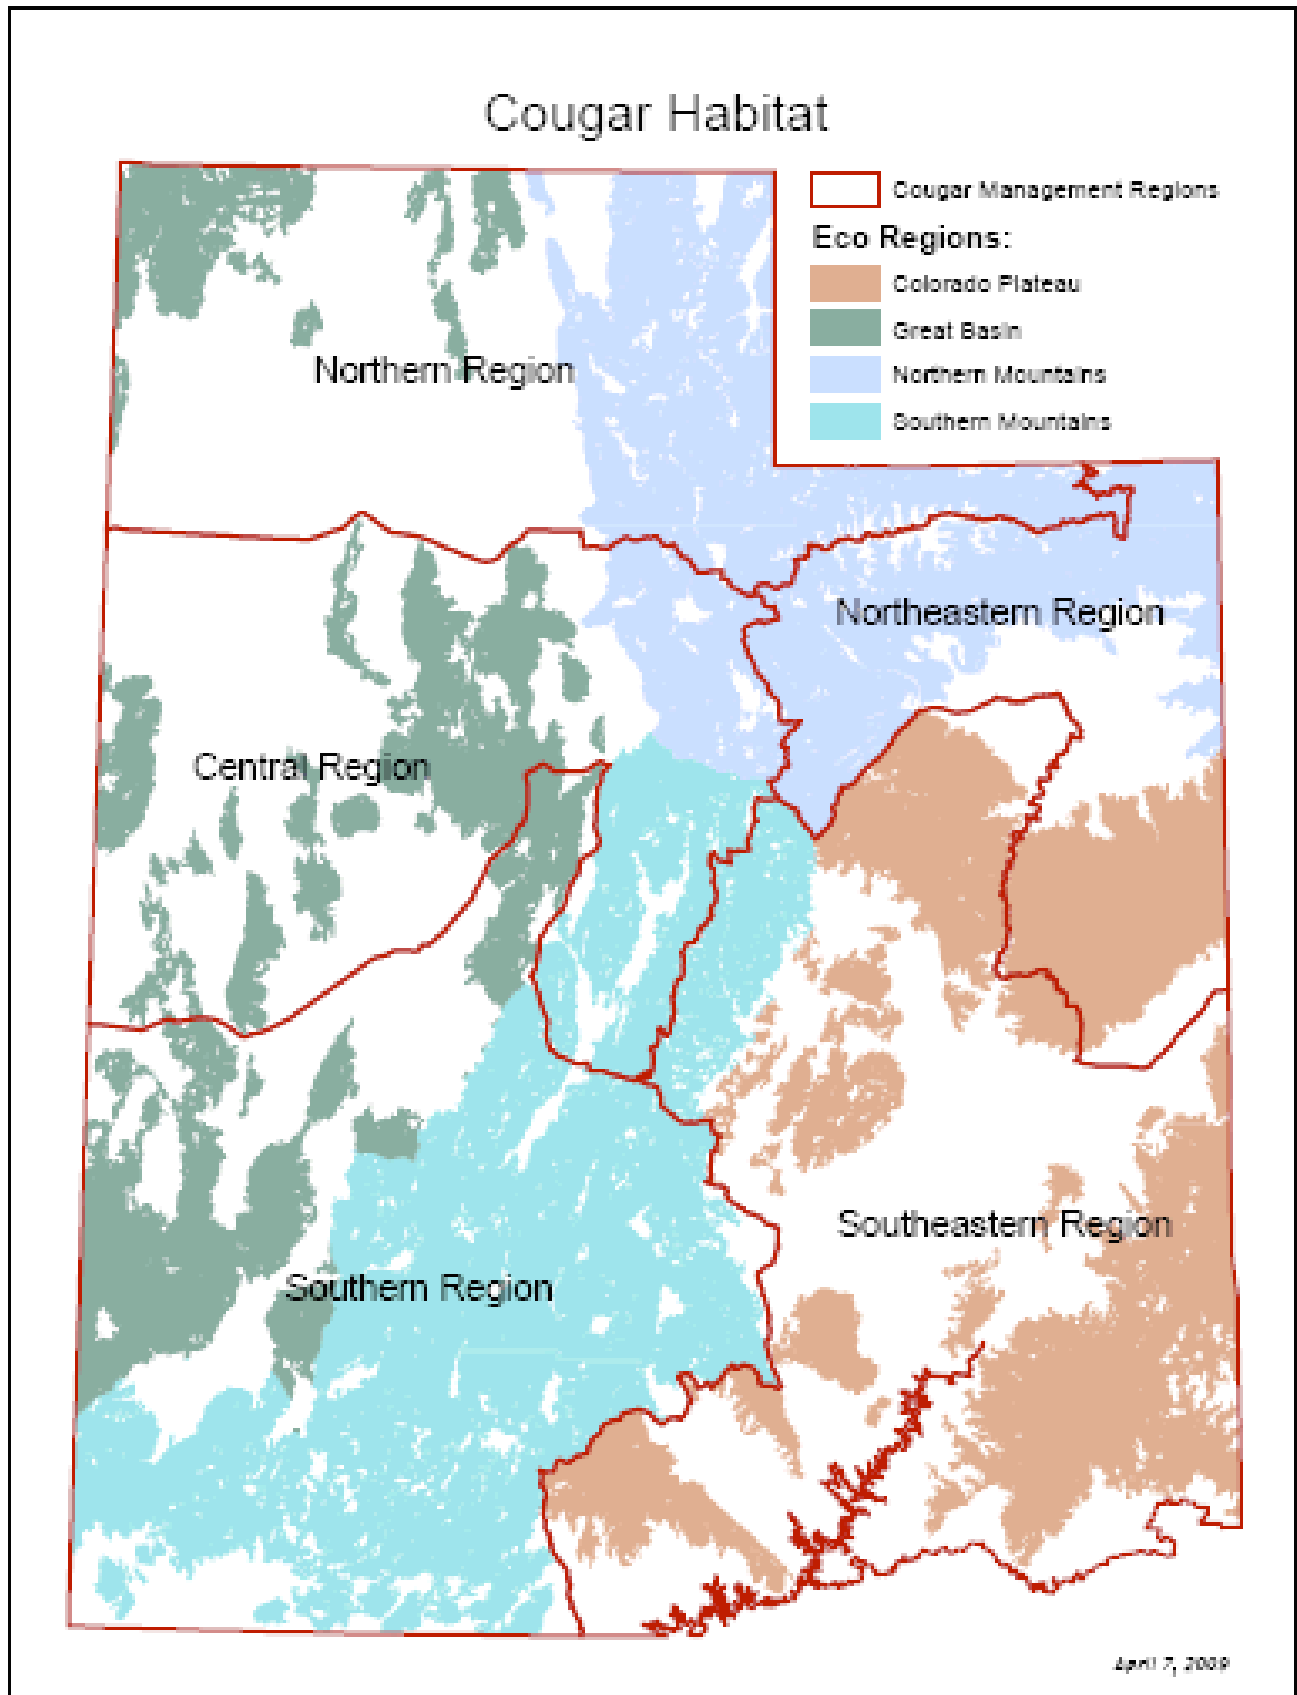 Cougar Habitat
Cougar Management Regions
Eco Regions:
Colorado Plateau
Great Basin
Northern Mountains
Southern Mountains
Northern Region
Northeastern Region
Central Region
Southeastern Region
Southern Region
April 7, 2009